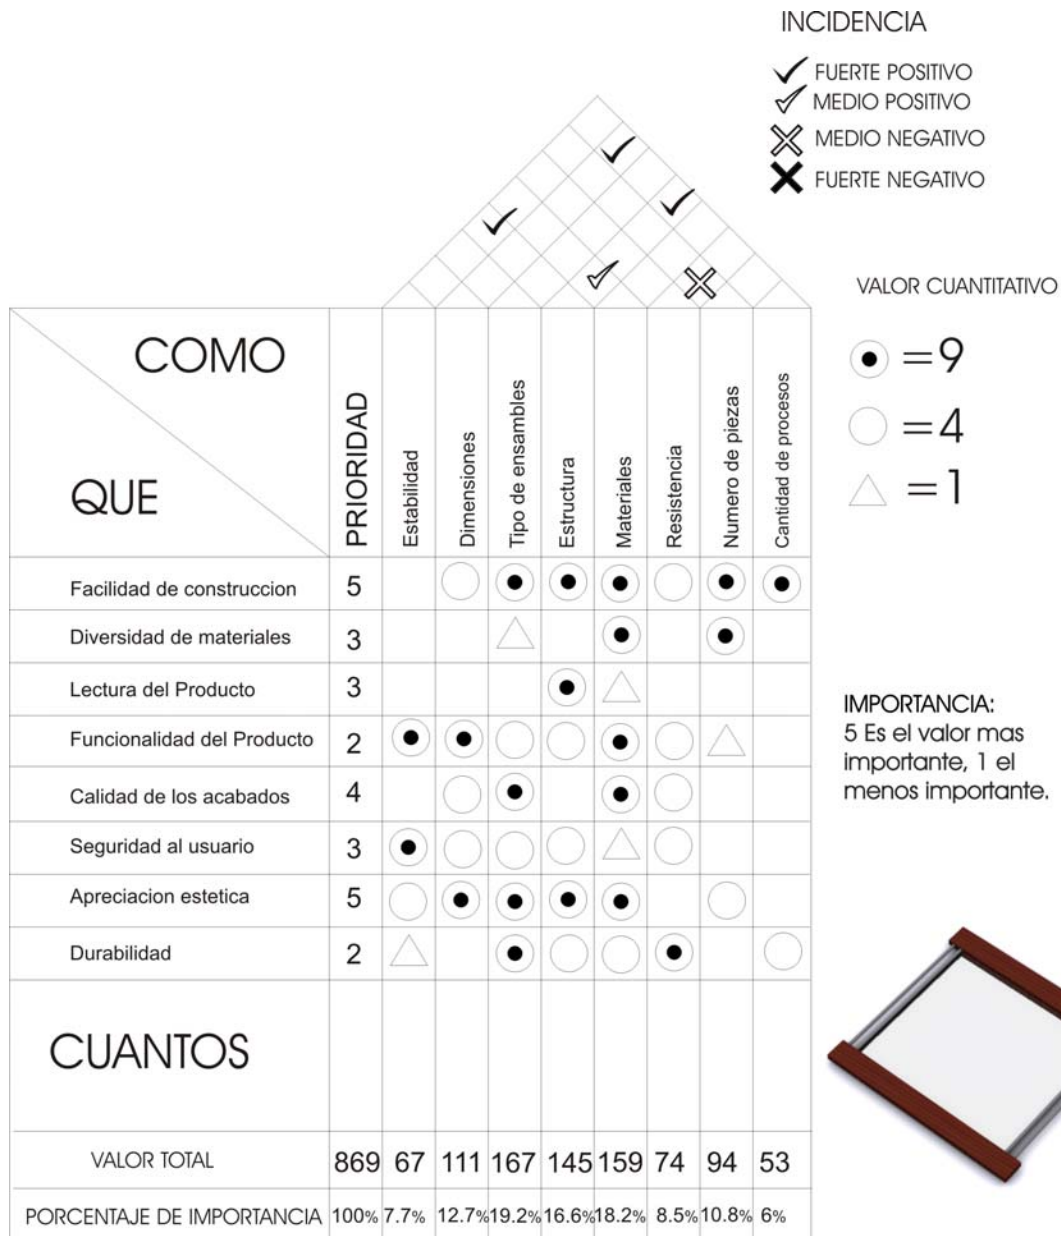 INCIDENCIA
FUERTE POSITIVO
MEDIO POSITIVO
MEDIO NEGATIVO
FUERTE NEGATIVO
VALOR CUANTITATIVO
=9
=4
=1
COMO
QUE
PRIORIDAD
Estabilidad
Dimensiones
Tipo de ensambles
Estructura
Materiales
Resistencia
Numero de piezas
Cantidad de procesos
Facilidad de construccion 5
Diversidad de materiales 3
Lectura del Producto 3
Funcionalidad del Producto 2
Calidad de los acabados 4
Seguridad al usuario 3
Apreciacion estetica 5
Durabilidad 2
IMPORTANCIA:
5 Es el valor mas
importante, 1 el
menos importante.
CUANTOS
VALOR TOTAL 869 67 111 167 145 159 74 94 53
PORCENTAJE DE IMPORTANCIA 100% 7.7% 12.7% 19.2% 16.6% 18.2% 8.5% 10.8% 6%